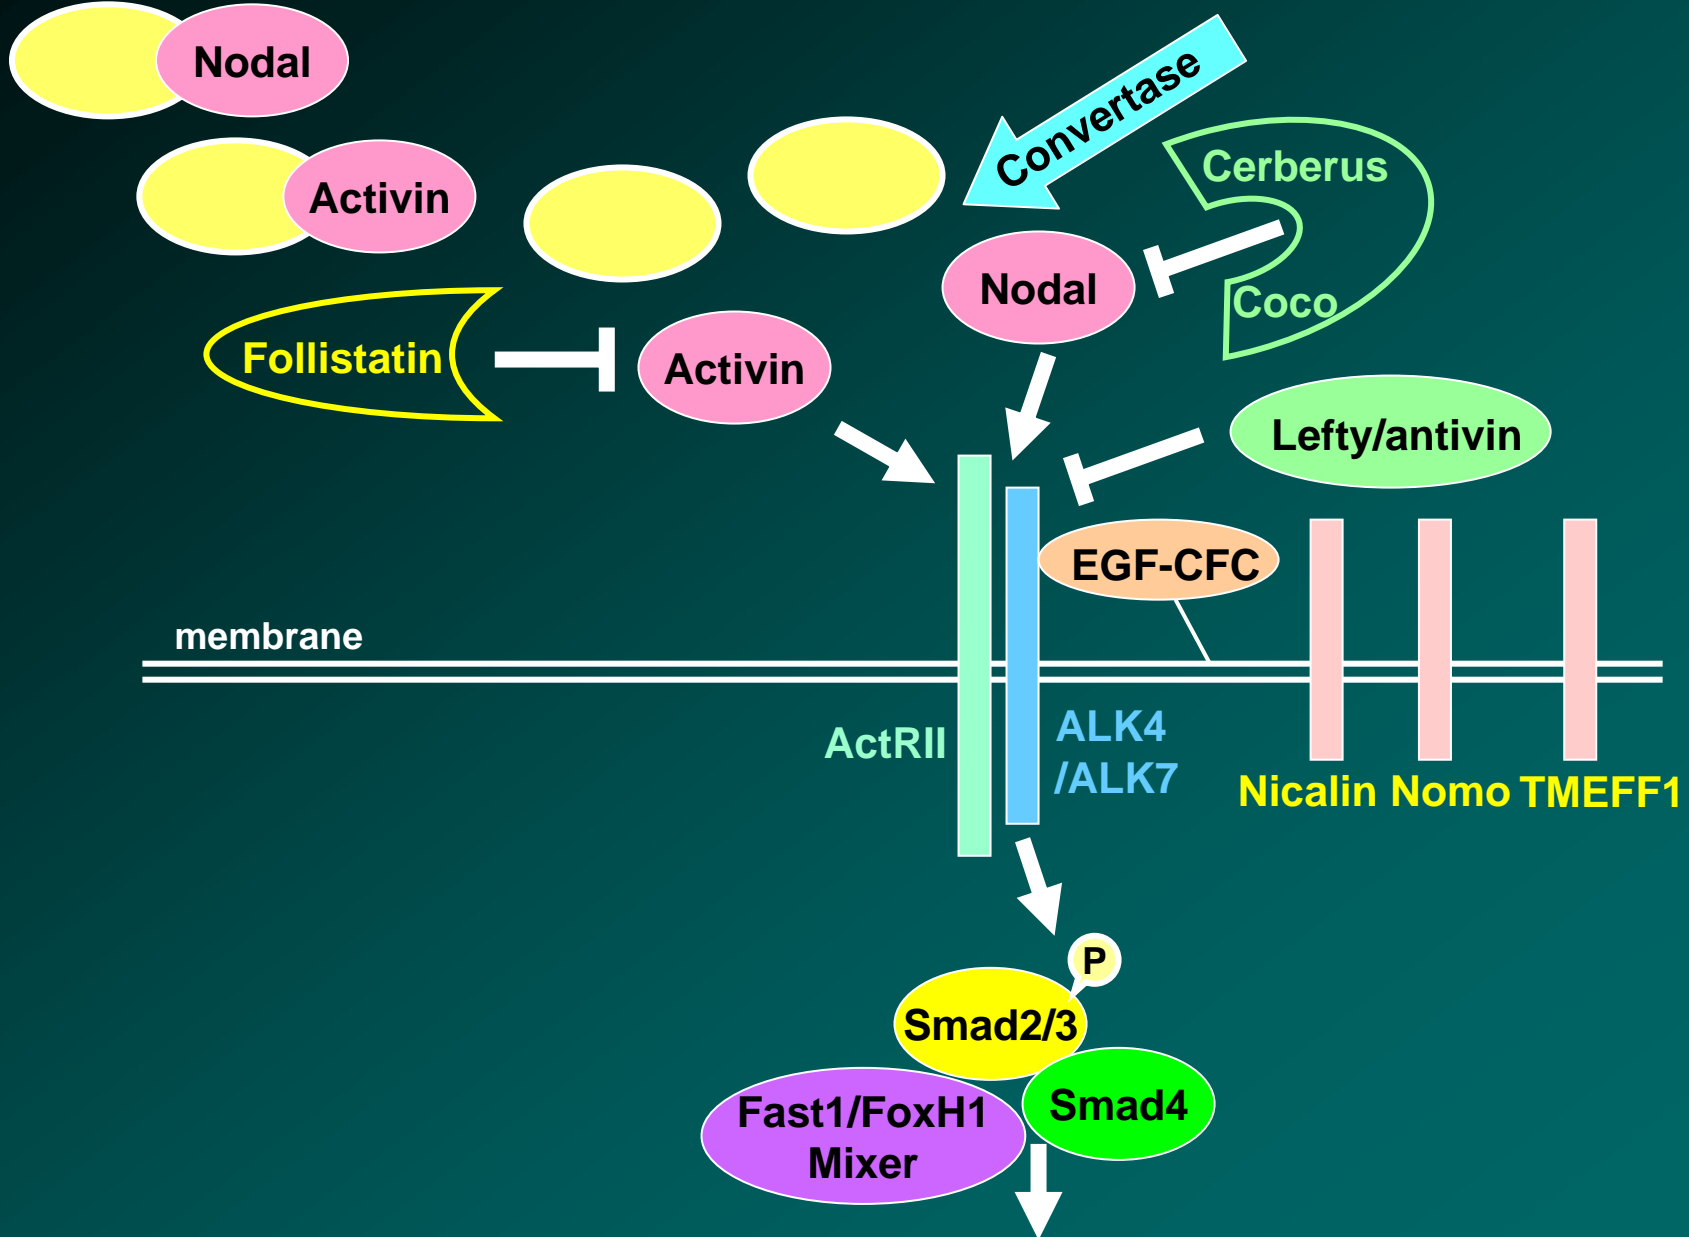 Nodal
Convertase
Cerberus
Activin
Nodal
Coco
Follistatin
Activin
Lefty/antivin
EGF-CFC
membrane
ActRII
ALK4
/ALK7
Nicalin
Nomo
TMEFF1
P
Smad2/3
Smad4
Fast1/FoxH1
Mixer